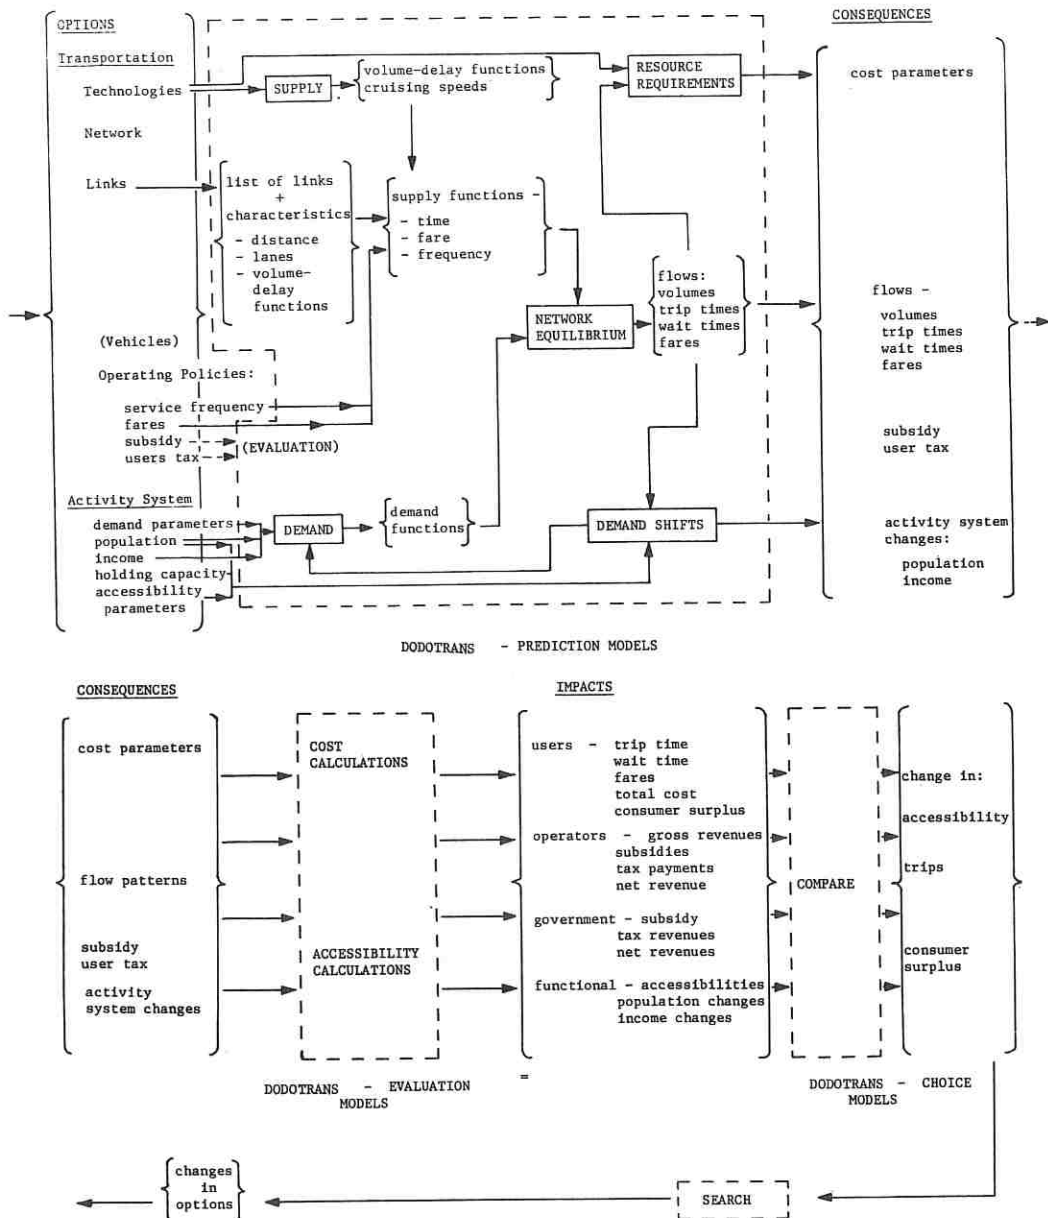 OPTIONS
Transportation
Technologies
Network
Links
(Vehicles)
Operating Policies:
service frequency
fares
subsidy
users tax
Activity System
demand parameters
population
income
holding capacity
accessibility
parameters
SUPPLY
volume-delay functions
cruising speeds
RESOURCE
REQUIREMENTS
list of links
+
characteristics
- distance
- lanes
- volume-
delay
functions
supply functions -
- time
- fare
- frequency
NETWORK
EQUILIBRIUM
flows:
volumes
trip times
wait times
fares
(EVALUATION)
DEMAND
demand
functions
DEMAND SHIFTS
CONSEQUENCES
cost parameters
flows -
volumes
trip times
wait times
fares
subsidy
user tax
activity system
changes:
population
income
DODOTRANS - PREDICTION MODELS
CONSEQUENCES
cost parameters
flow patterns
subsidy
user tax
activity
system changes
COST
CALCULATIONS
ACCESSIBILITY
CALCULATIONS
IMPACTS
users - trip time
wait time
fares
total cost
consumer surplus
operators - gross revenues
subsidies
tax payments
net revenue
government - subsidy
tax revenues
net revenues
functional - accessibilities
population changes
income changes
COMPARE
change in:
accessibility
trips
consumer
surplus
DODOTRANS - EVALUATION =
MODELS
DODOTRANS - CHOICE
MODELS
changes
in
options
SEARCH